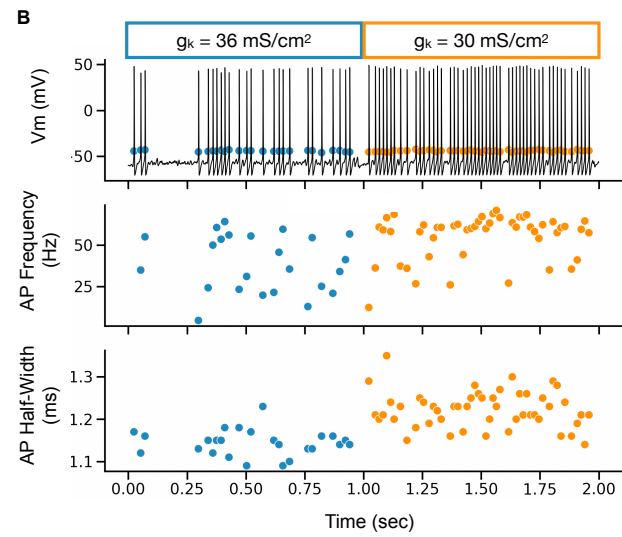 B
gk = 36 mS/cm²
gk = 30 mS/cm²
Vm (mV)
50
0
-50
AP Frequency
(Hz)
50
25
AP Half-Width
(ms)
1.3
1.2
1.1
0.00 0.25 0.50 0.75 1.00 1.25 1.50 1.75 2.00
Time (sec)